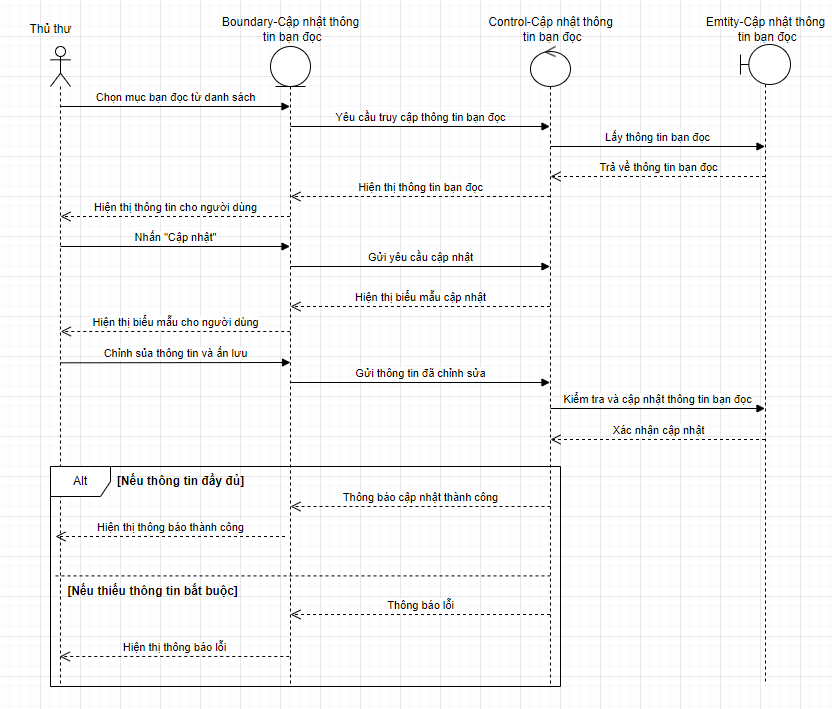 Thủ thư
Boundary-Cập nhật thông
tin bạn đọc
Control-Cập nhật thông
tin bạn đọc
Emtity-Cập nhật thông
tin bạn đọc
Chọn mục bạn đọc từ danh sách
Yêu cầu truy cập thông tin bạn đọc
Lấy thông tin bạn đọc
Trả về thông tin bạn đọc
Hiện thị thông tin bạn đọc
Hiện thị thông tin cho người dùng
Nhấn "Cập nhật"
Gửi yêu cầu cập nhật
Hiện thị biểu mẫu cập nhật
Hiện thị biểu mẫu cho người dùng
Chỉnh sủa thông tin và ấn lưu
Gửi thông tin đã chỉnh sửa
Kiểm tra và cập nhật thông tin bạn đọc
Xác nhận cập nhật
Alt
[Nếu thông tin đầy đủ]
Thông báo cập nhật thành công
Hiện thị thông báo thành công
[Nếu thiếu thông tin bắt buộc]
Thông báo lỗi
Hiện thị thông báo lỗi